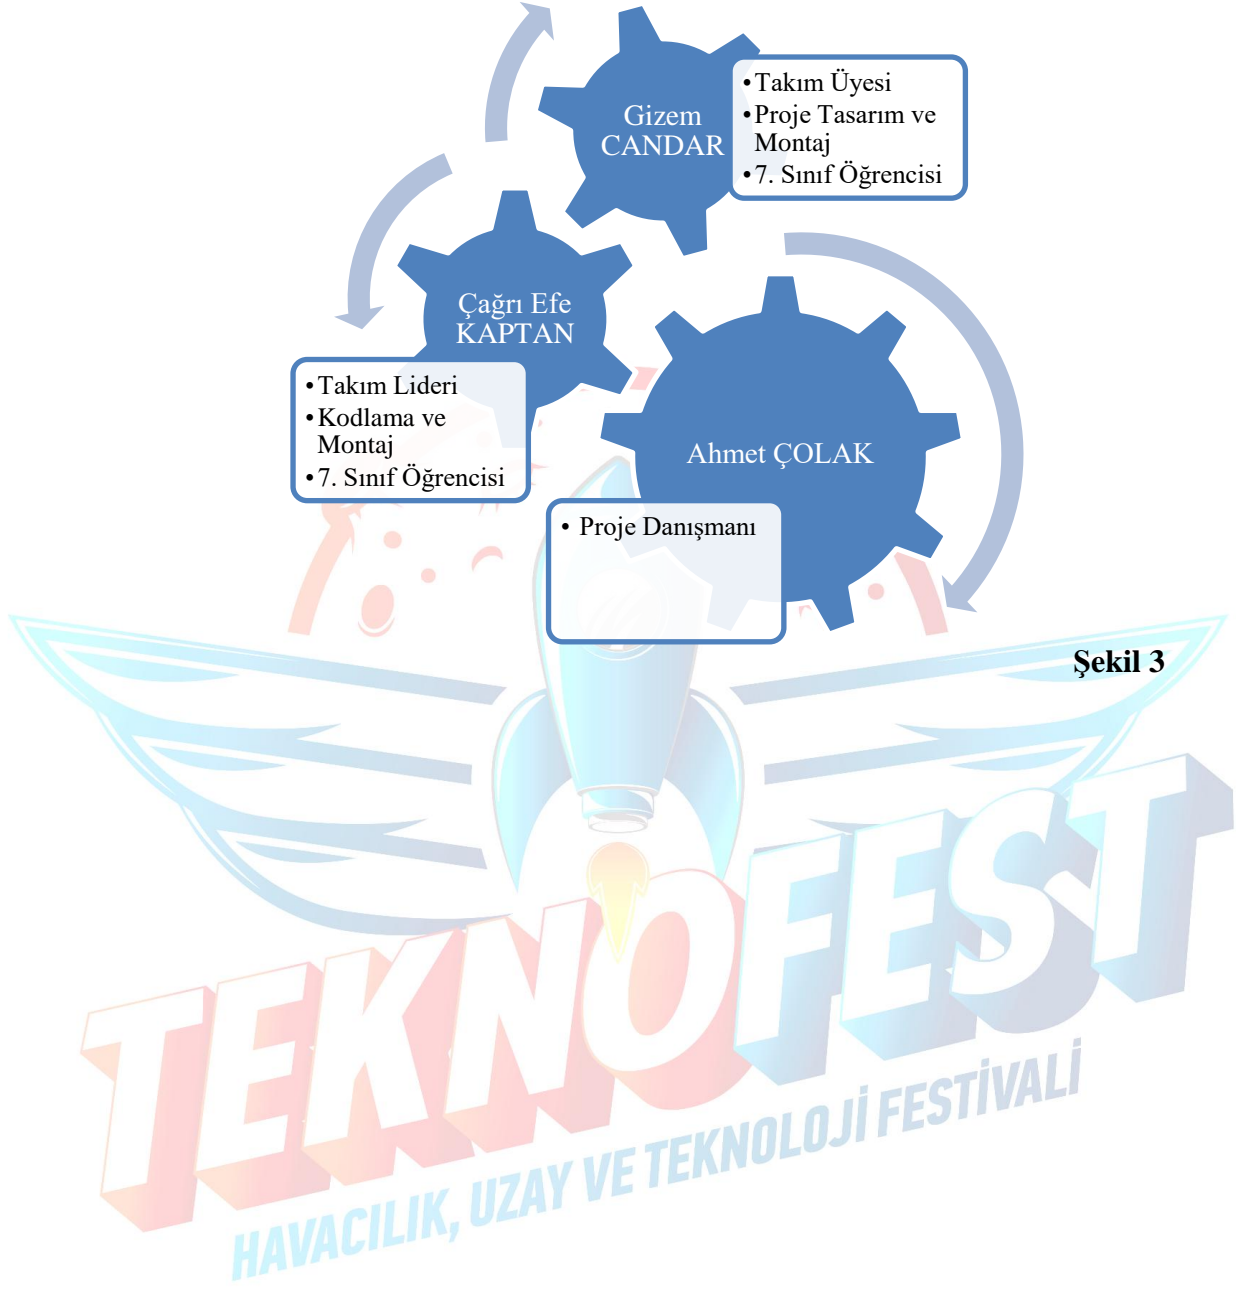 Gizem
CANDAR
•Takım Üyesi
•Proje Tasarım ve
Montaj
•7. Sınıf Öğrencisi
Çağrı Efe
KAPTAN
•Takım Lideri
•Kodlama ve
Montaj
•7. Sınıf Öğrencisi
Ahmet ÇOLAK
• Proje Danışmanı
Şekil 3
TEKNOFEST
HAVACILIK, UZAY VE TEKNOLOJİ FESTİVALİ